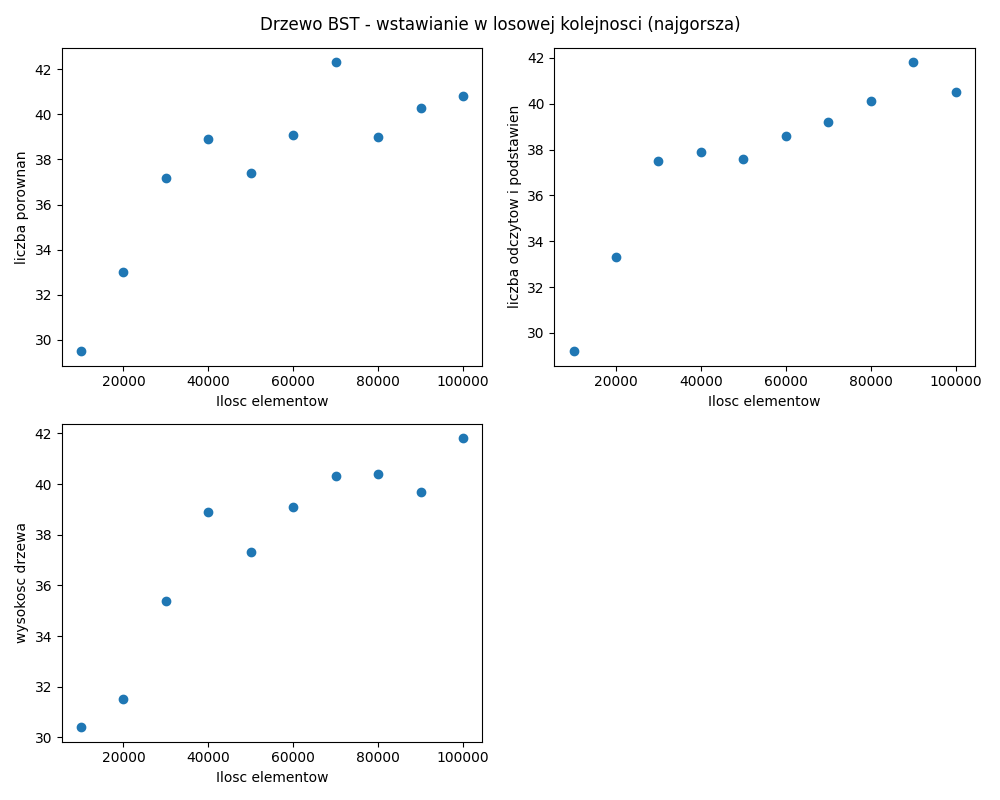 Drzewo BST - wstawianie w losowej kolejnosci (najgorsza)
liczba porownan
42
40
38
36
34
32
30
20000 40000 60000 80000 100000
Ilosc elementow
liczba odczytow i podstawien
42
40
38
36
34
32
30
20000 40000 60000 80000 100000
Ilosc elementow
wysokosc drzewa
42
40
38
36
34
32
30
20000 40000 60000 80000 100000
Ilosc elementow